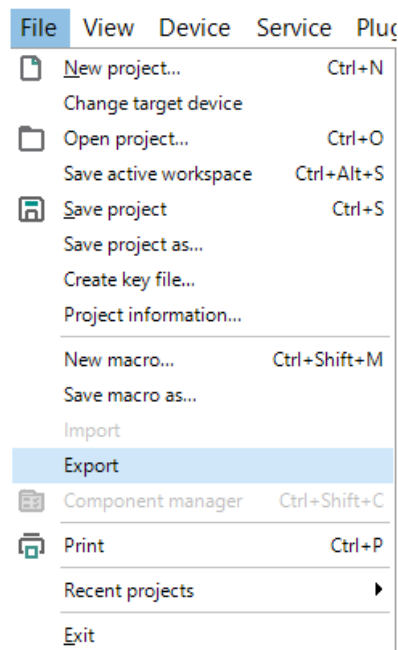 File View Device Service Plug
New project... Ctrl+N
Change target device
Open project... Ctrl+O
Save active workspace Ctrl+Alt+S
Save project Ctrl+S
Save project as...
Create key file...
Project information...
New macro... Ctrl+Shift+M
Save macro as...
Import
Export
Component manager Ctrl+Shift+C
Print Ctrl+P
Recent projects
Exit